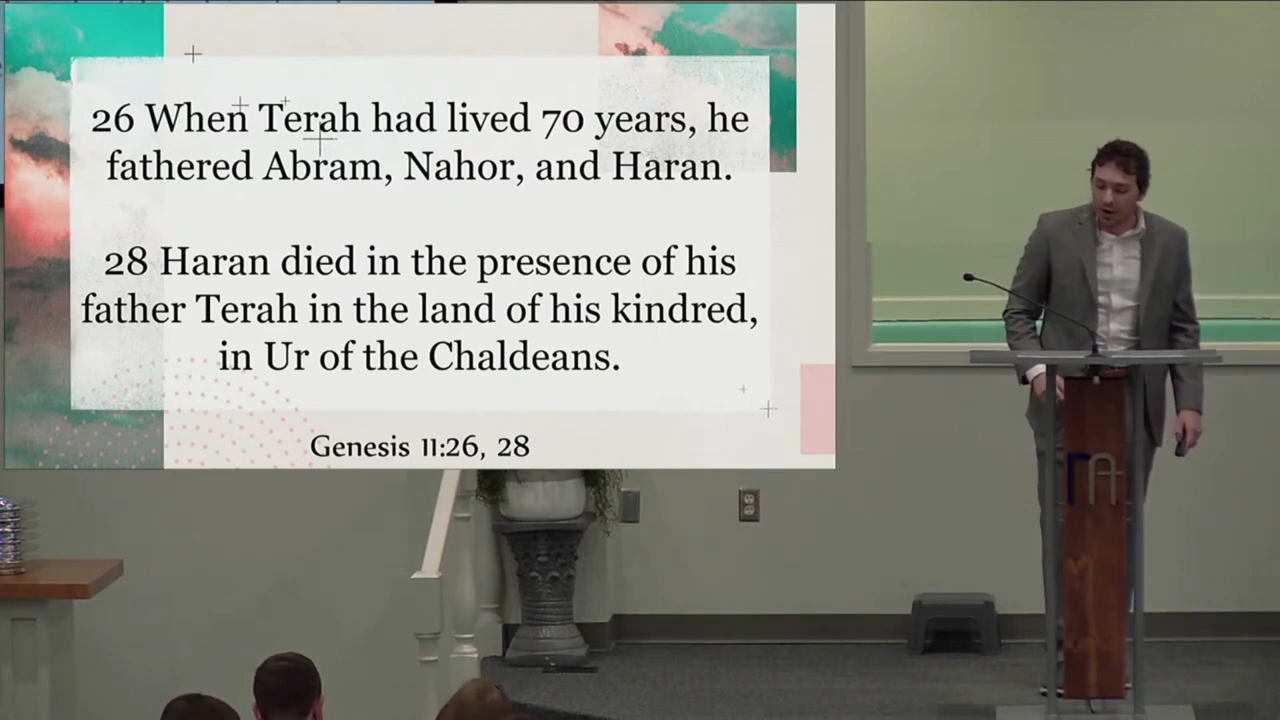 26 When Terah had lived 70 years, he
fathered Abram, Nahor, and Haran.
28 Haran died in the presence of his
father Terah in the land of his kindred,
in Ur of the Chaldeans.
Genesis 11:26, 28